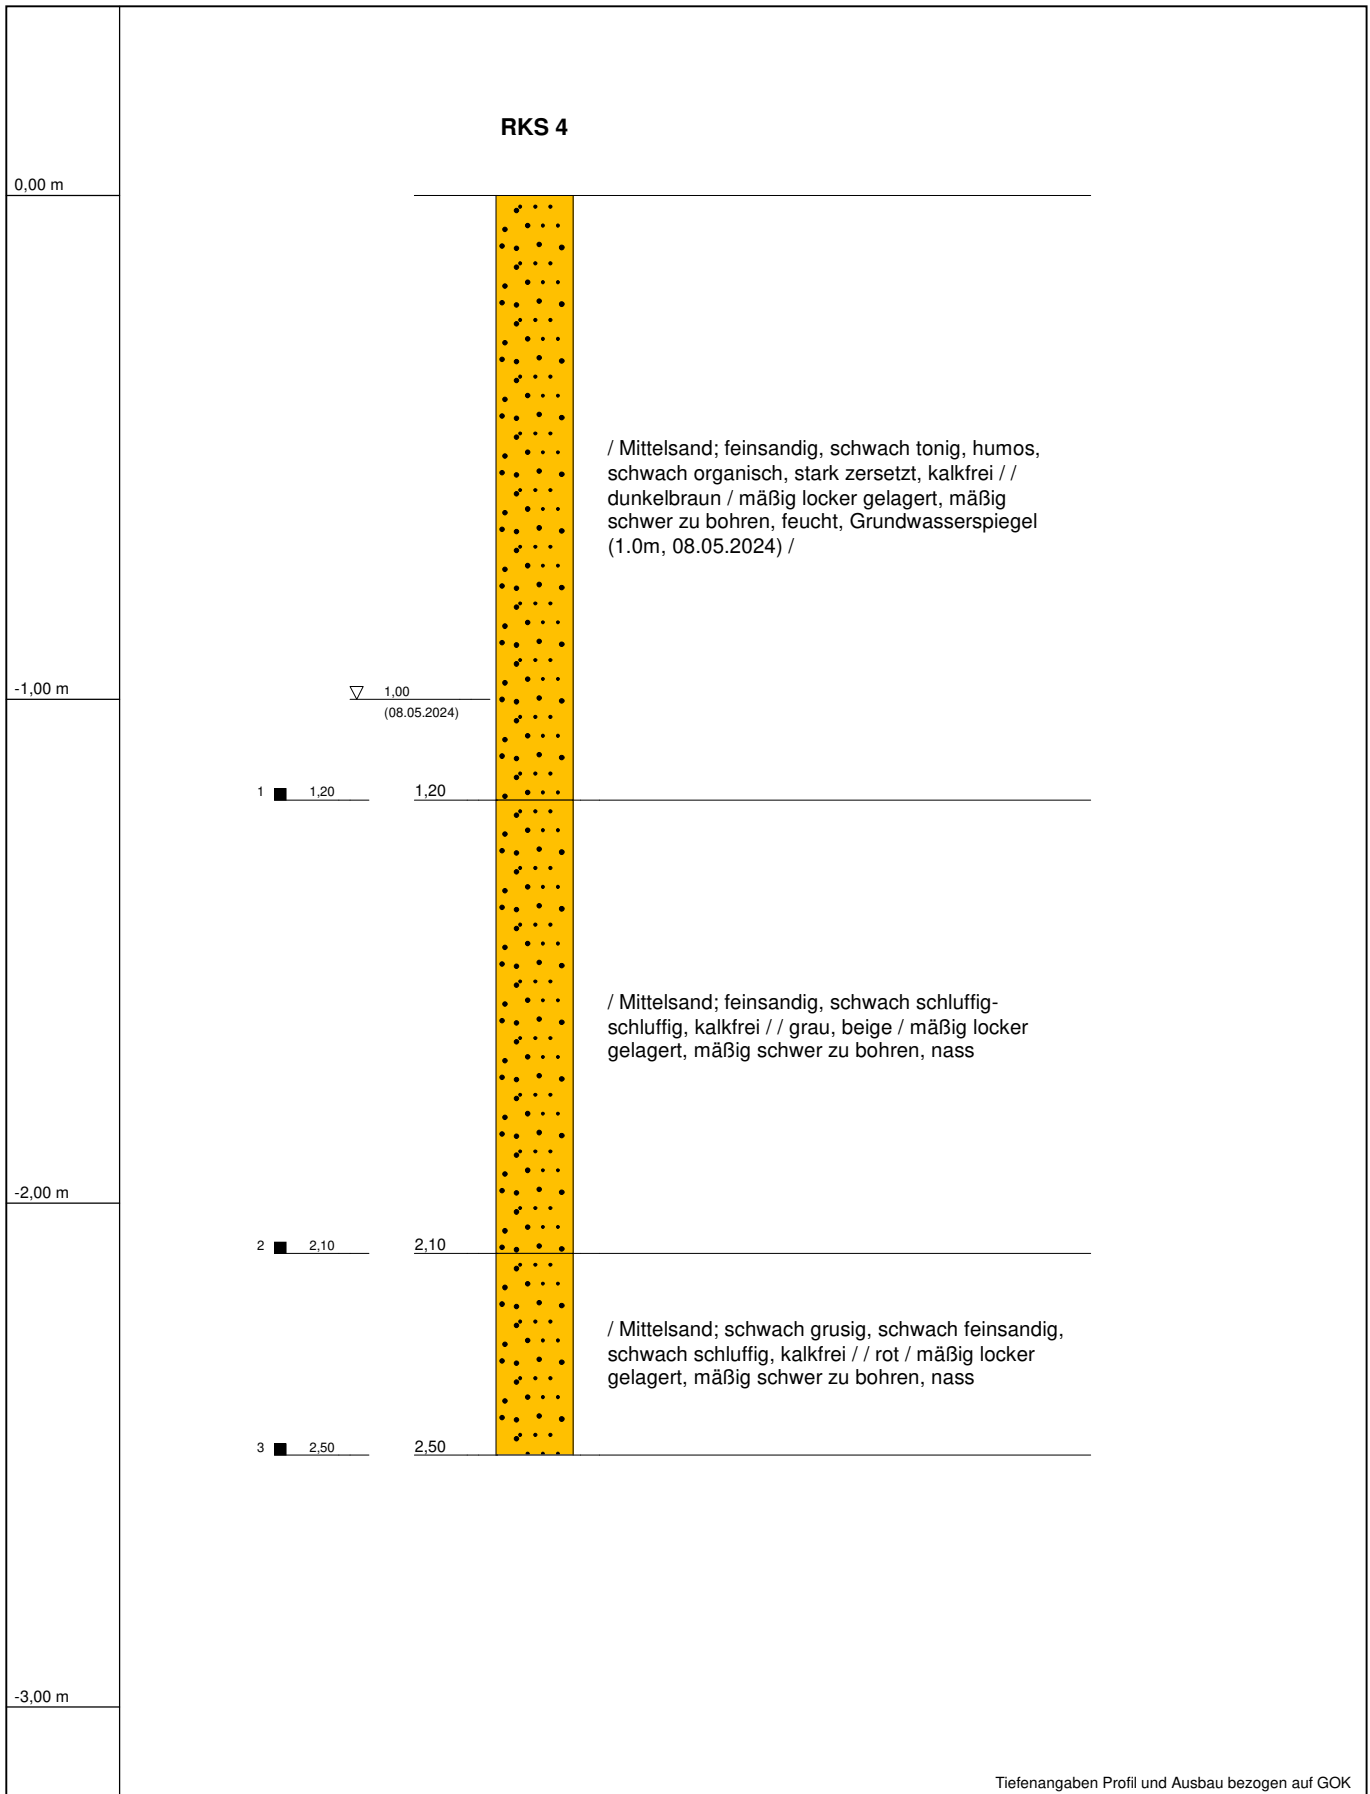 RKS 4
0,00 m
/ Mittelsand; feinsandig, schwach tonig, humos,
schwach organisch, stark zersetzt, kalkfrei / /
dunkelbraun / mäßig locker gelagert, mäßig
schwer zu bohren, feucht, Grundwasserspiegel
(1.0m, 08.05.2024) /
-1,00 m
1,00
(08.05.2024)
1 1,20 1,20
/ Mittelsand; feinsandig, schwach schluffig-
schluffig, kalkfrei / / grau, beige / mäßig locker
gelagert, mäßig schwer zu bohren, nass
-2,00 m
2 2,10 2,10
/ Mittelsand; schwach grusig, schwach feinsandig,
schwach schluffig, kalkfrei / / rot / mäßig locker
gelagert, mäßig schwer zu bohren, nass
3 2,50 2,50
-3,00 m
Tiefenangaben Profil und Ausbau bezogen auf GOK